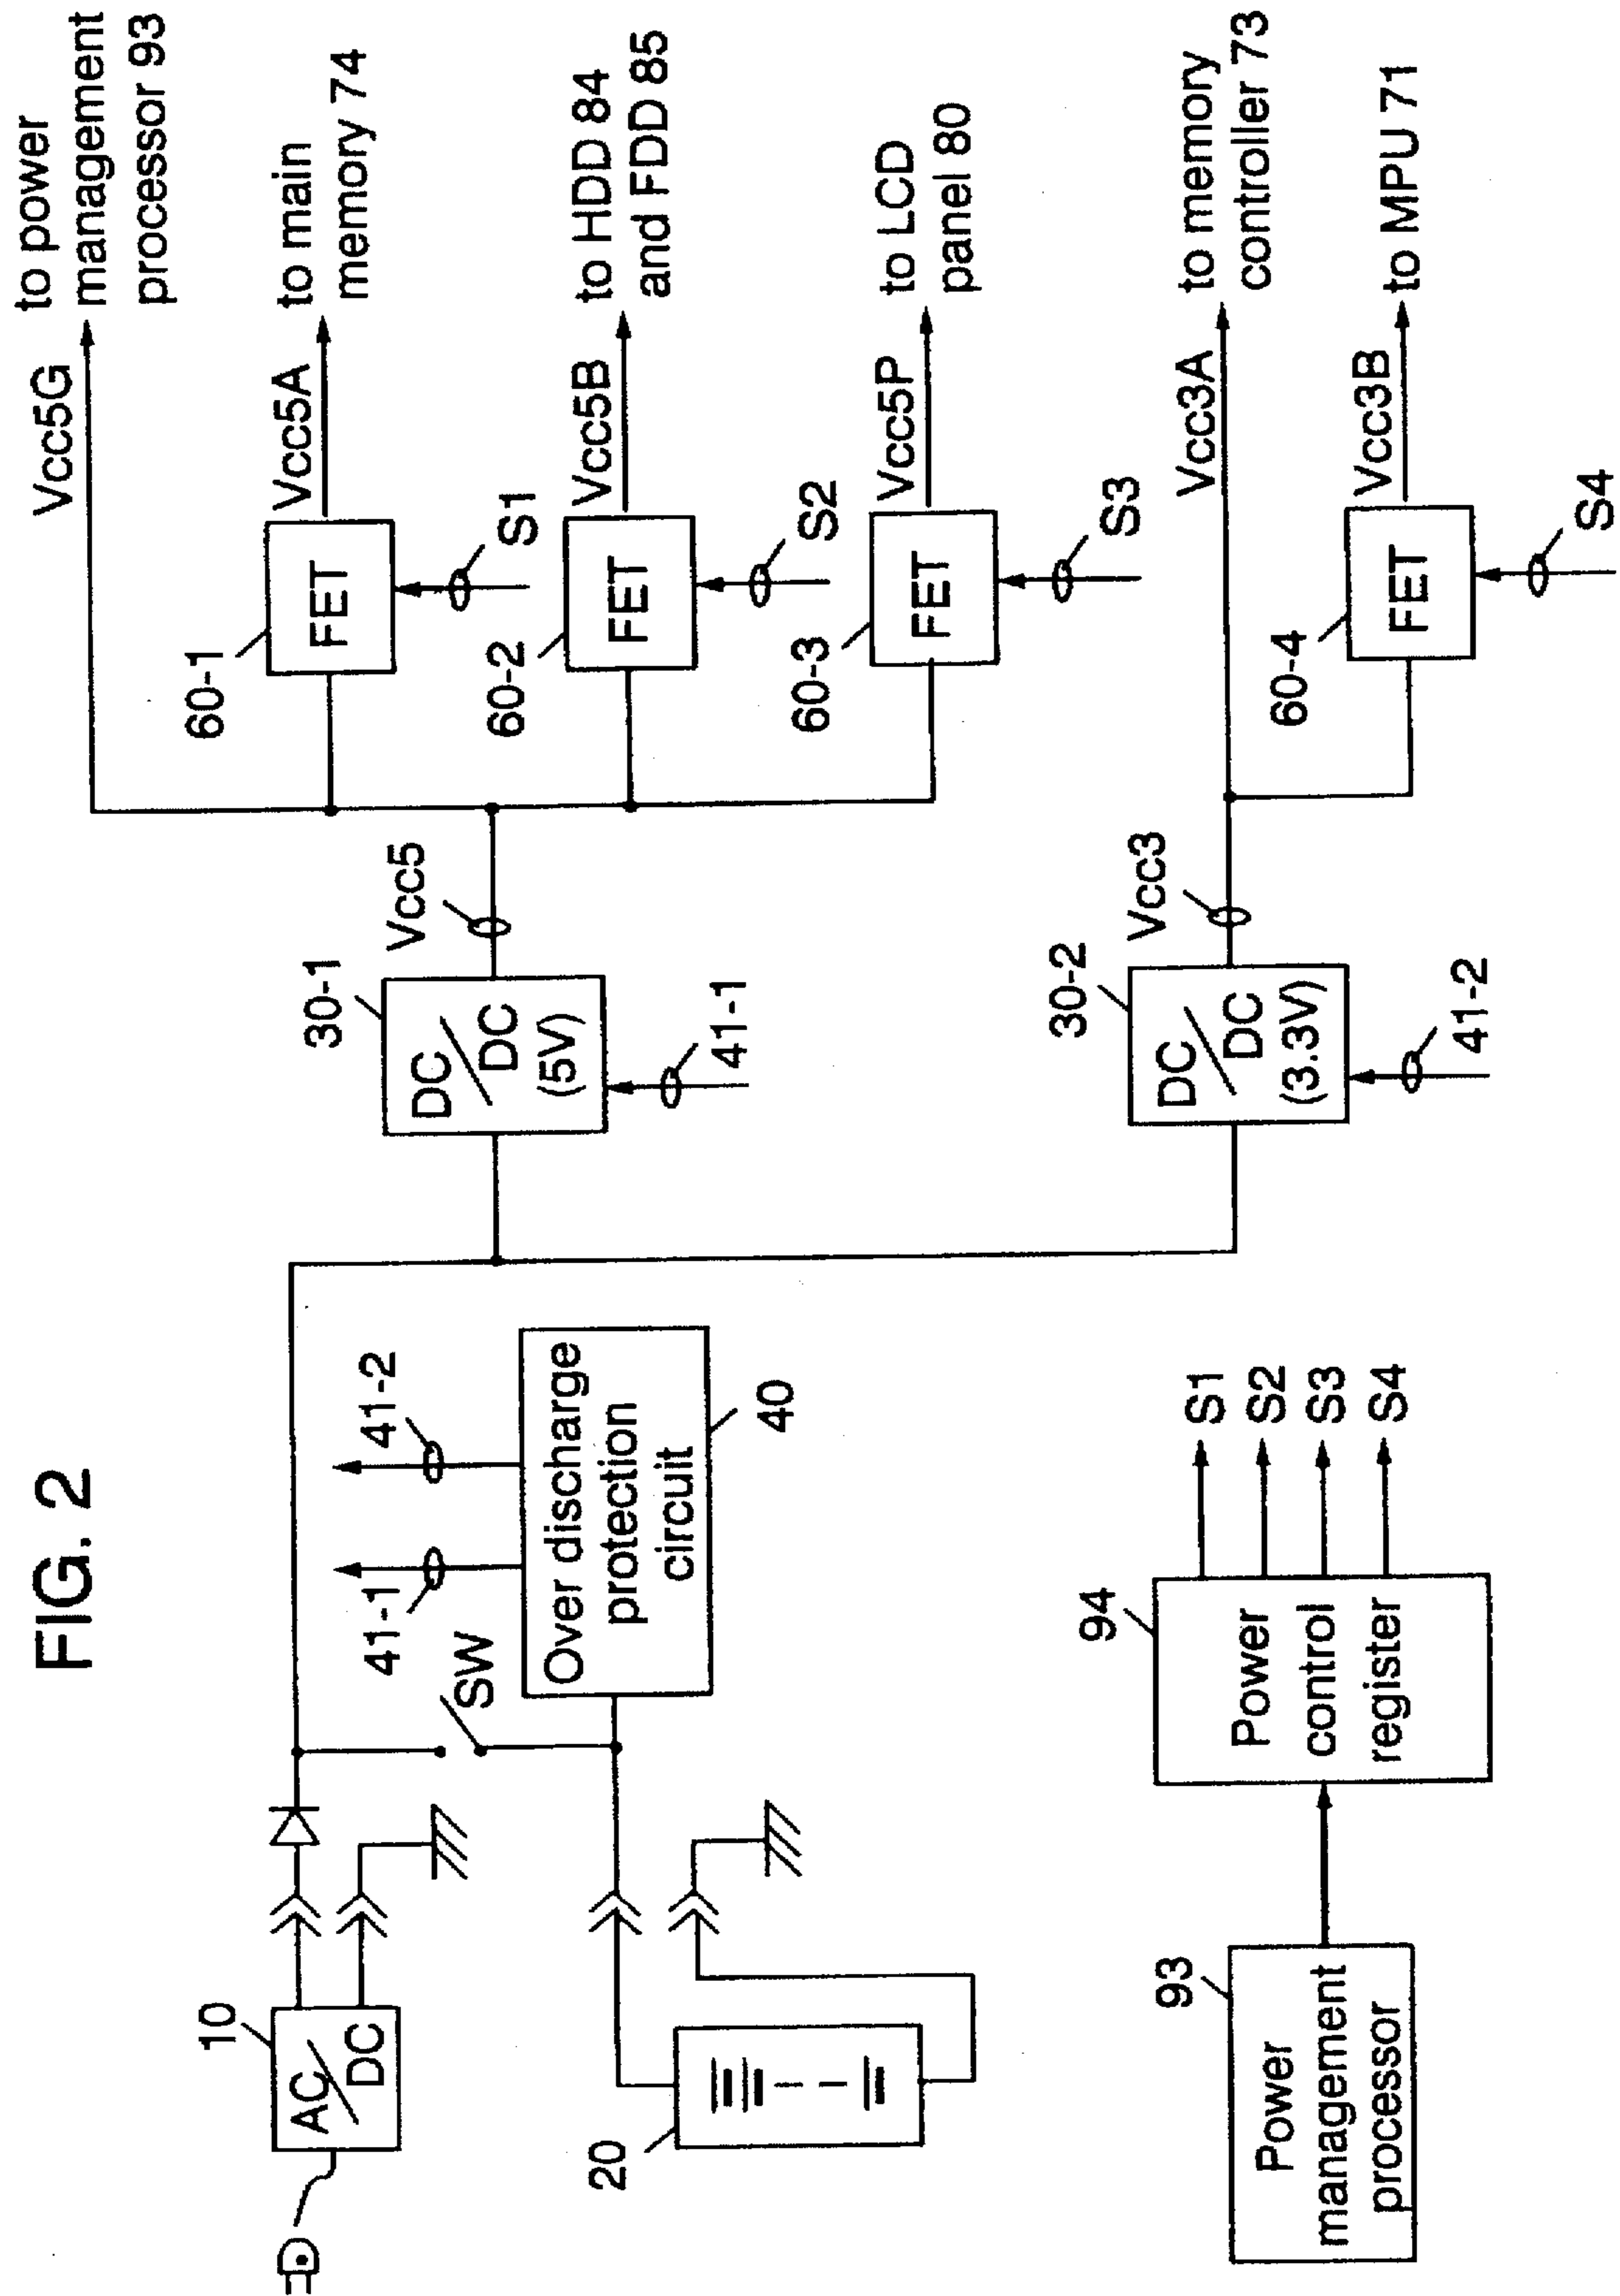 FIG. 2
10
AC/DC
20
SW
41-1
41-2
Over discharge
protection
circuit
40
30-1
DC/DC
(5V)
41-1
Vcc5
30-2
DC/DC
(3.3V)
41-2
Vcc3
Vcc5G
to power
management
processor 93
60-1
FET
S1
Vcc5A
to main
memory 74
60-2
FET
S2
Vcc5B
to HDD 84
and FDD 85
60-3
FET
S3
Vcc5P
to LCD
panel 80
Vcc3A
to memory
controller 73
60-4
FET
S4
Vcc3B
to MPU 71
93
Power
management
processor
94
Power
control
register
S1
S2
S3
S4